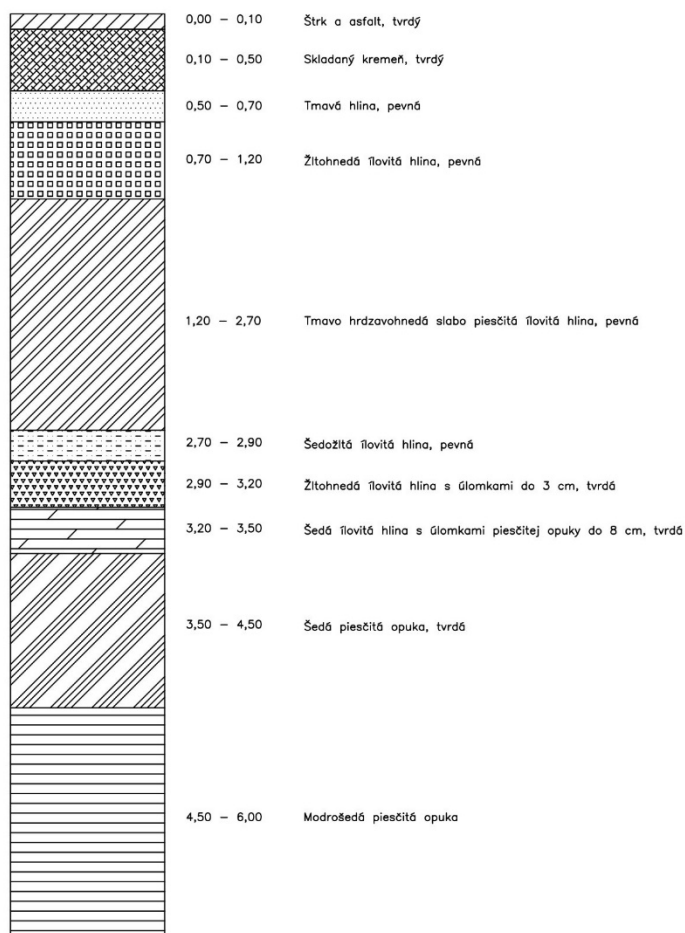 0,00 – 0,10 Štrk a asfalt, tvrdý
0,10 – 0,50 Skladaný kremeň, tvrdý
0,50 – 0,70 Tmavá hlina, pevná
0,70 – 1,20 Žltohnedá ílovitá hlina, pevná
1,20 – 2,70 Tmavo hrdzavohnedá slabo piesčitá ílovitá hlina, pevná
2,70 – 2,90 Šedožltá ílovitá hlina, pevná
2,90 – 3,20 Žltohnedá ílovitá hlina s úlomkami do 3 cm, tvrdá
3,20 – 3,50 Šedá ílovitá hlina s úlomkami piesčitej opuky do 8 cm, tvrdá
3,50 – 4,50 Šedá piesčitá opuka, tvrdá
4,50 – 6,00 Modrošedá piesčitá opuka